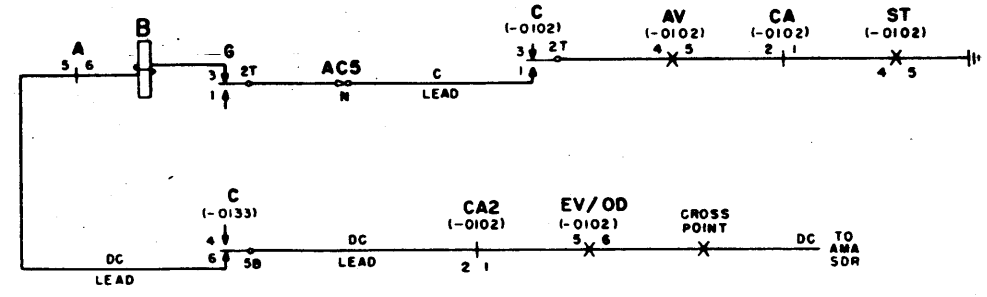 C
(-0102)
AV
(-0102)
CA
(-0102)
ST
(-0102)
A
B
G
5 6
3
2T
1
AC5
N
C
LEAD
3
2T
1
4 5
2 1
4 5
C
(-0133)
4
6
5B
DC
LEAD
DC
LEAD
CA2
(-0102)
2 1
EV/OD
(-0102)
5 6
CROSS
POINT
DC
TO
AMA
SDR